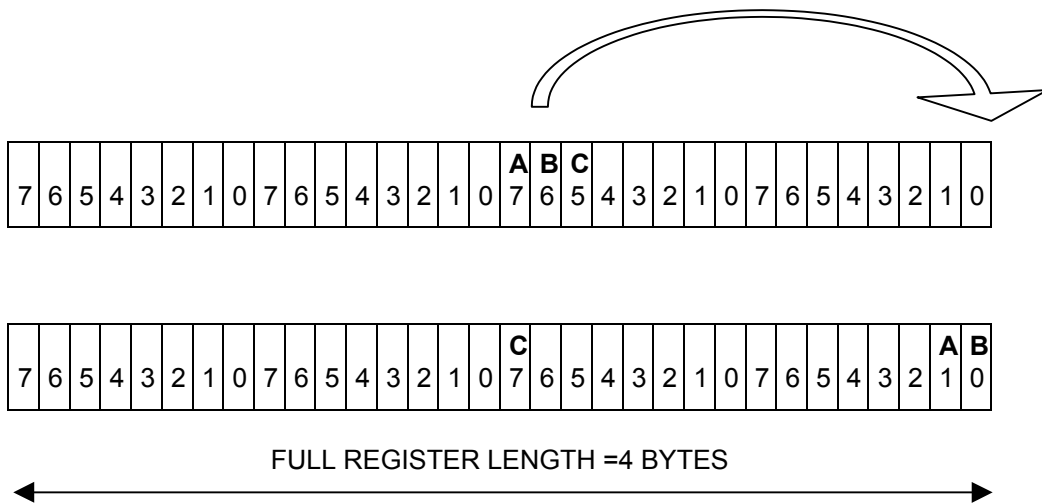 A B C
7 6 5 4 3 2 1 0 7 6 5 4 3 2 1 0 7 6 5 4 3 2 1 0 7 6 5 4 3 2 1 0
C A B
7 6 5 4 3 2 1 0 7 6 5 4 3 2 1 0 7 6 5 4 3 2 1 0 7 6 5 4 3 2 1 0
FULL REGISTER LENGTH =4 BYTES